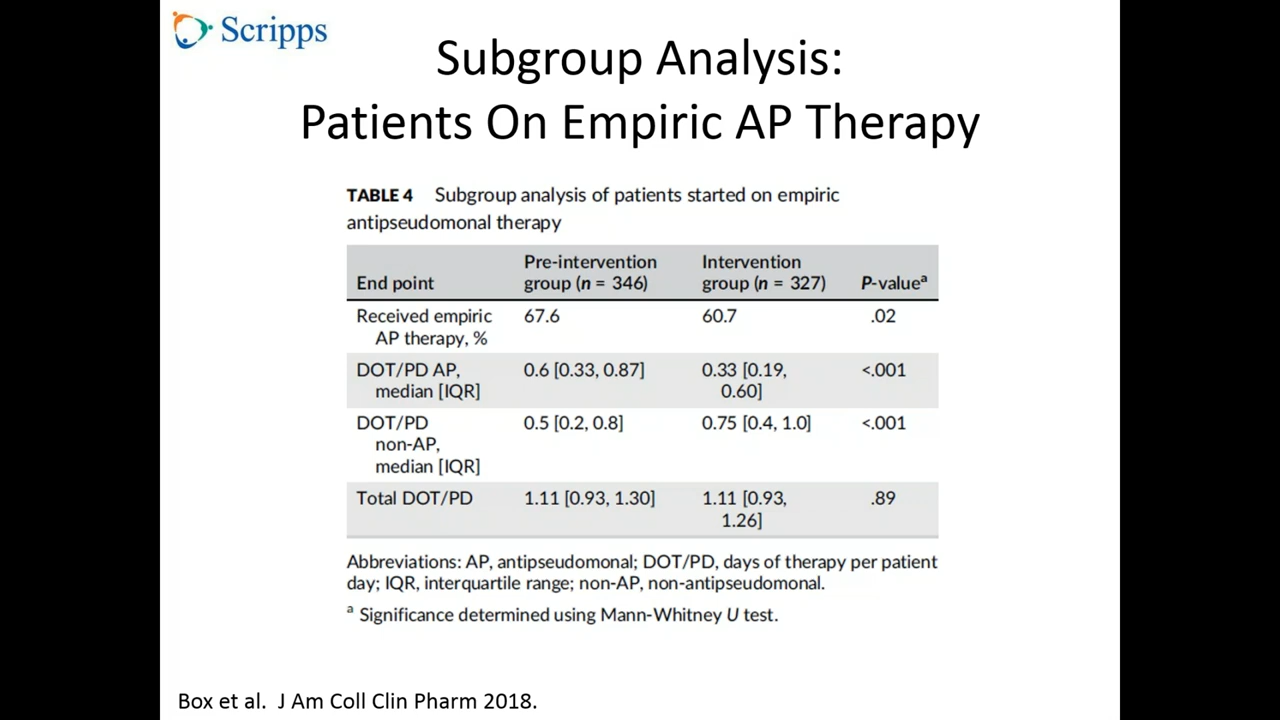 Scripps
Subgroup Analysis:
Patients On Empiric AP Therapy
TABLE 4 Subgroup analysis of patients started on empiric
antipseudomonal therapy
End point Pre-intervention group (n = 346) Intervention group (n = 327) P-valueᵃ
Received empiric AP therapy, % 67.6 60.7 .02
DOT/PD AP, median [IQR] 0.6 [0.33, 0.87] 0.33 [0.19, 0.60] <.001
DOT/PD non-AP, median [IQR] 0.5 [0.2, 0.8] 0.75 [0.4, 1.0] <.001
Total DOT/PD 1.11 [0.93, 1.30] 1.11 [0.93, 1.26] .89
Abbreviations: AP, antipseudomonal; DOT/PD, days of therapy per patient
day; IQR, interquartile range; non-AP, non-antipseudomonal.
ᵃ Significance determined using Mann-Whitney U test.
Box et al. J Am Coll Clin Pharm 2018.